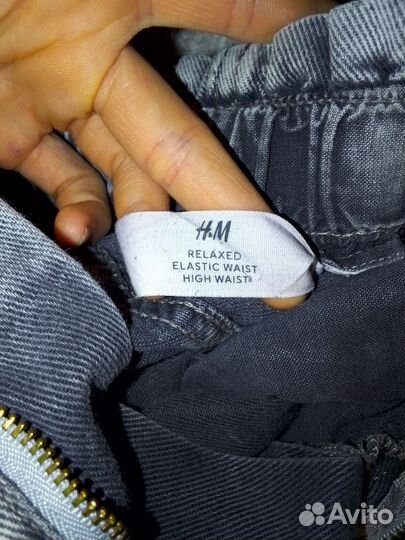 H&M
RELAXED
ELASTIC WAIST
HIGH WAIST
Avito